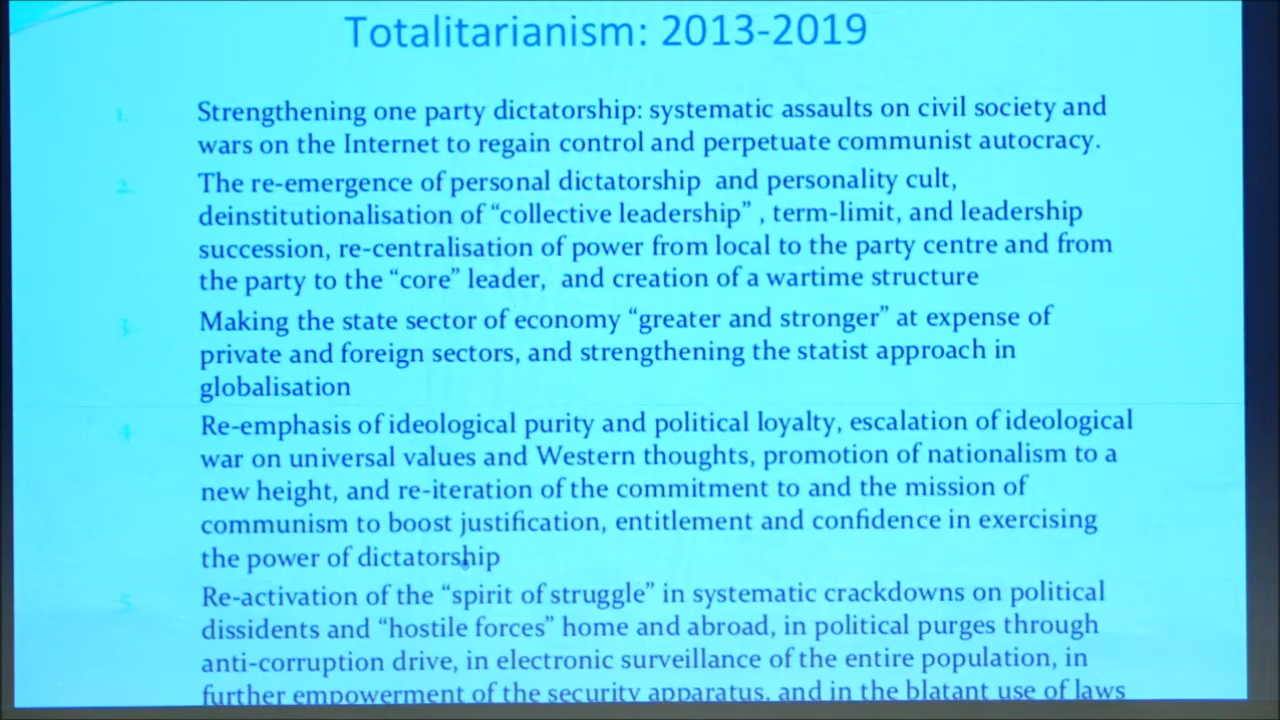 Totalitarianism: 2013-2019
1. Strengthening one party dictatorship: systematic assaults on civil society and
wars on the Internet to regain control and perpetuate communist autocracy.
2. The re-emergence of personal dictatorship and personality cult,
deinstitutionalisation of “collective leadership” , term-limit, and leadership
succession, re-centralisation of power from local to the party centre and from
the party to the “core” leader, and creation of a wartime structure
3. Making the state sector of economy “greater and stronger” at expense of
private and foreign sectors, and strengthening the statist approach in
globalisation
4. Re-emphasis of ideological purity and political loyalty, escalation of ideological
war on universal values and Western thoughts, promotion of nationalism to a
new height, and re-iteration of the commitment to and the mission of
communism to boost justification, entitlement and confidence in exercising
the power of dictatorship
5. Re-activation of the “spirit of struggle” in systematic crackdowns on political
dissidents and “hostile forces” home and abroad, in political purges through
anti-corruption drive, in electronic surveillance of the entire population, in
further empowerment of the security apparatus, and in the blatant use of laws